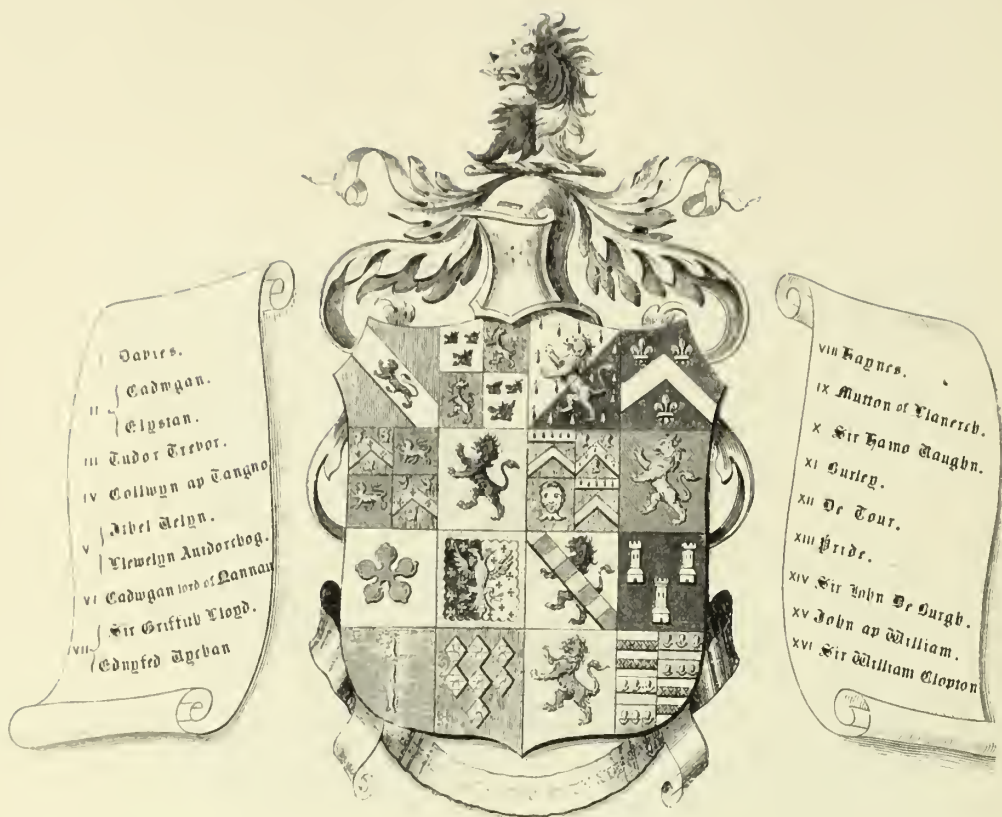 I Davies.
II Cadwgan.
Elystan.
III Tudor Trevor.
IV Collwyn ap Tangno
V Ithel Velyn.
Llewelyn Aurdorchog.
VI Cadwgan lord of Nannau
VII Sir Griffith Lloyd.
Ednyfed Vychan
VIII Haynes.
IX Mutton of Llanerch.
X Sir Hamo Vaughn.
XI Burley.
XII De Tour.
XIII Pride.
XIV Sir John De Burgh.
XV John ap William.
XVI Sir William Clopton